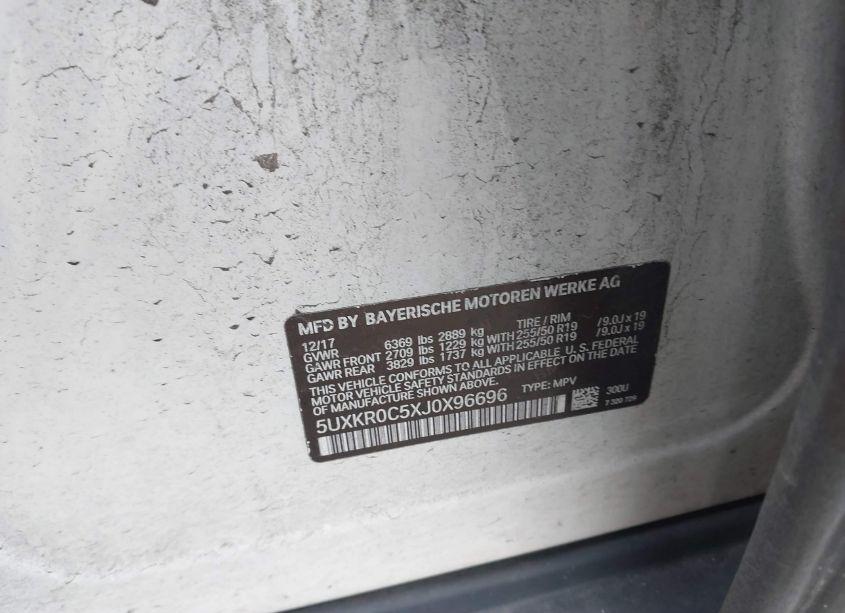 MFD BY BAYERISCHE MOTOREN WERKE AG
12/17 TIRE / RIM
GVWR 6369 lbs 2889 kg
GAWR FRONT 2709 lbs 1229 kg WITH 255/50 R19 /9.0J x 19
GAWR REAR 3829 lbs 1737 kg WITH 255/50 R19 /9.0J x 19
THIS VEHICLE CONFORMS TO ALL APPLICABLE U. S. FEDERAL
MOTOR VEHICLE SAFETY STANDARDS IN EFFECT ON THE DATE
OF MANUFACTURE SHOWN ABOVE.
5UXKR0C5XJ0X96696 TYPE: MPV 300U
7 320 709